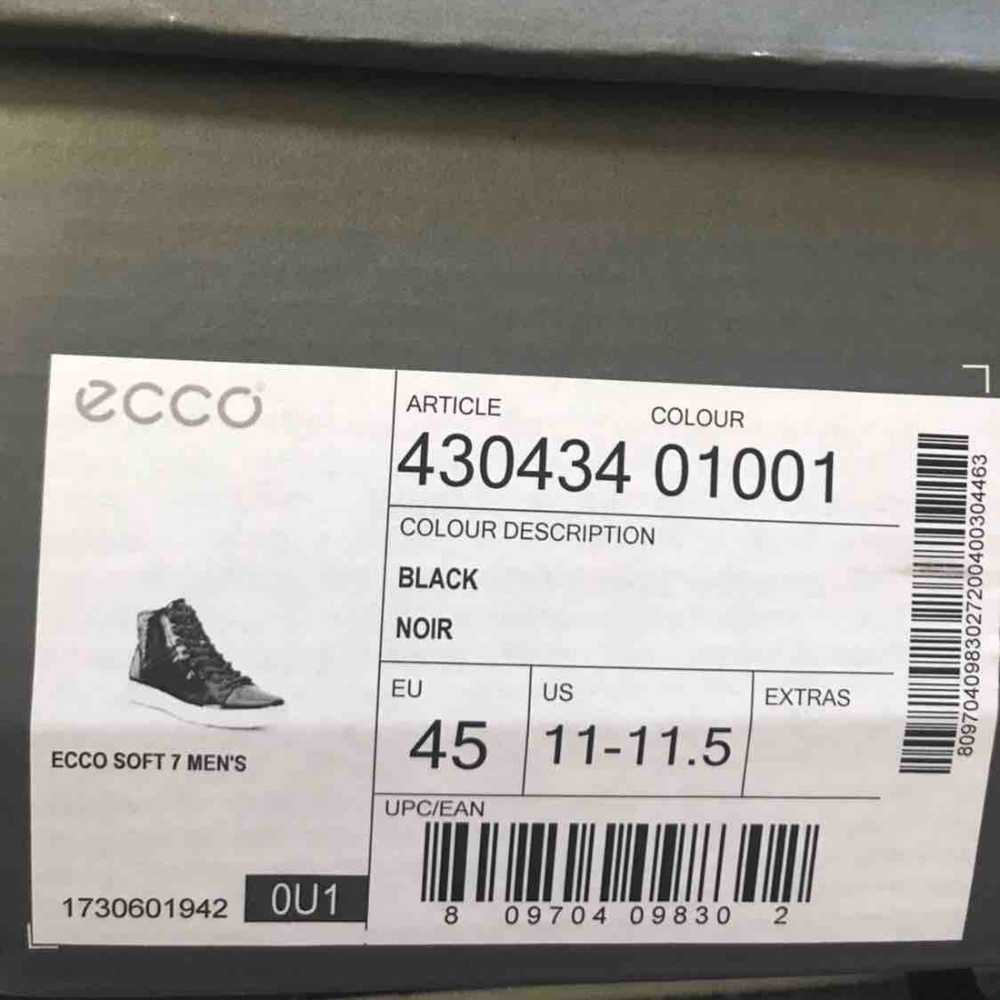 ecco
ARTICLE COLOUR
430434 01001
COLOUR DESCRIPTION
BLACK
NOIR
EU US EXTRAS
45 11-11.5
ECCO SOFT 7 MEN'S
UPC/EAN
8 09704 09830 2
1730601942 0U1
8097040983027200400304463